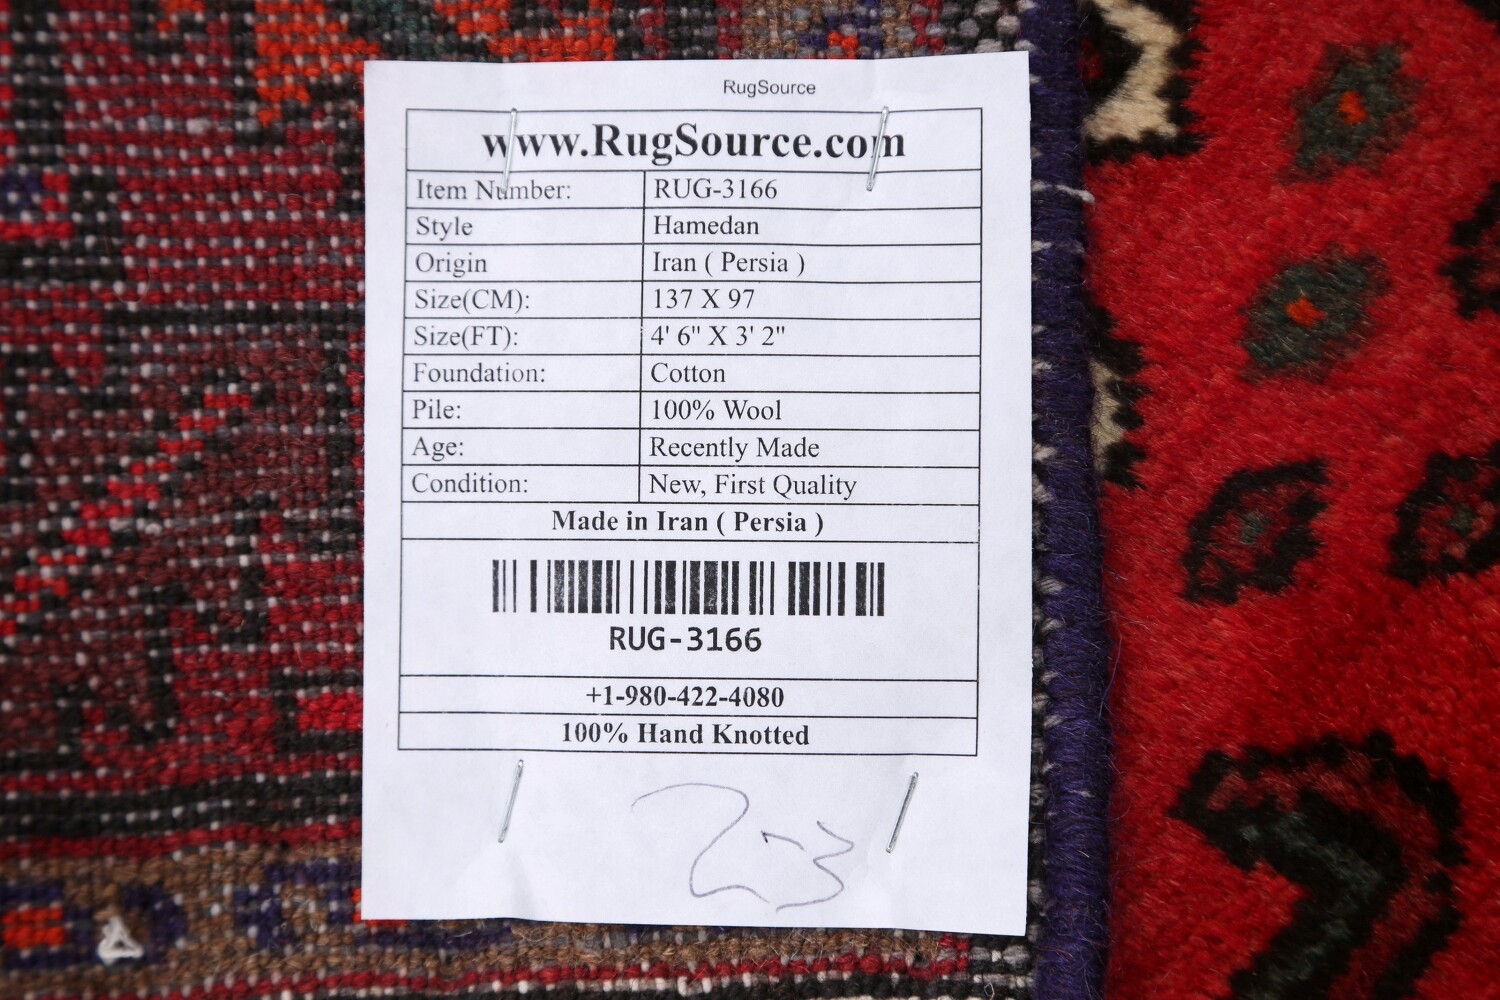 RugSource
www.RugSource.com
Item Number: RUG-3166
Style Hamedan
Origin Iran ( Persia )
Size(CM): 137 X 97
Size(FT): 4' 6" X 3' 2"
Foundation: Cotton
Pile: 100% Wool
Age: Recently Made
Condition: New, First Quality
Made in Iran ( Persia )
RUG-3166
+1-980-422-4080
100% Hand Knotted